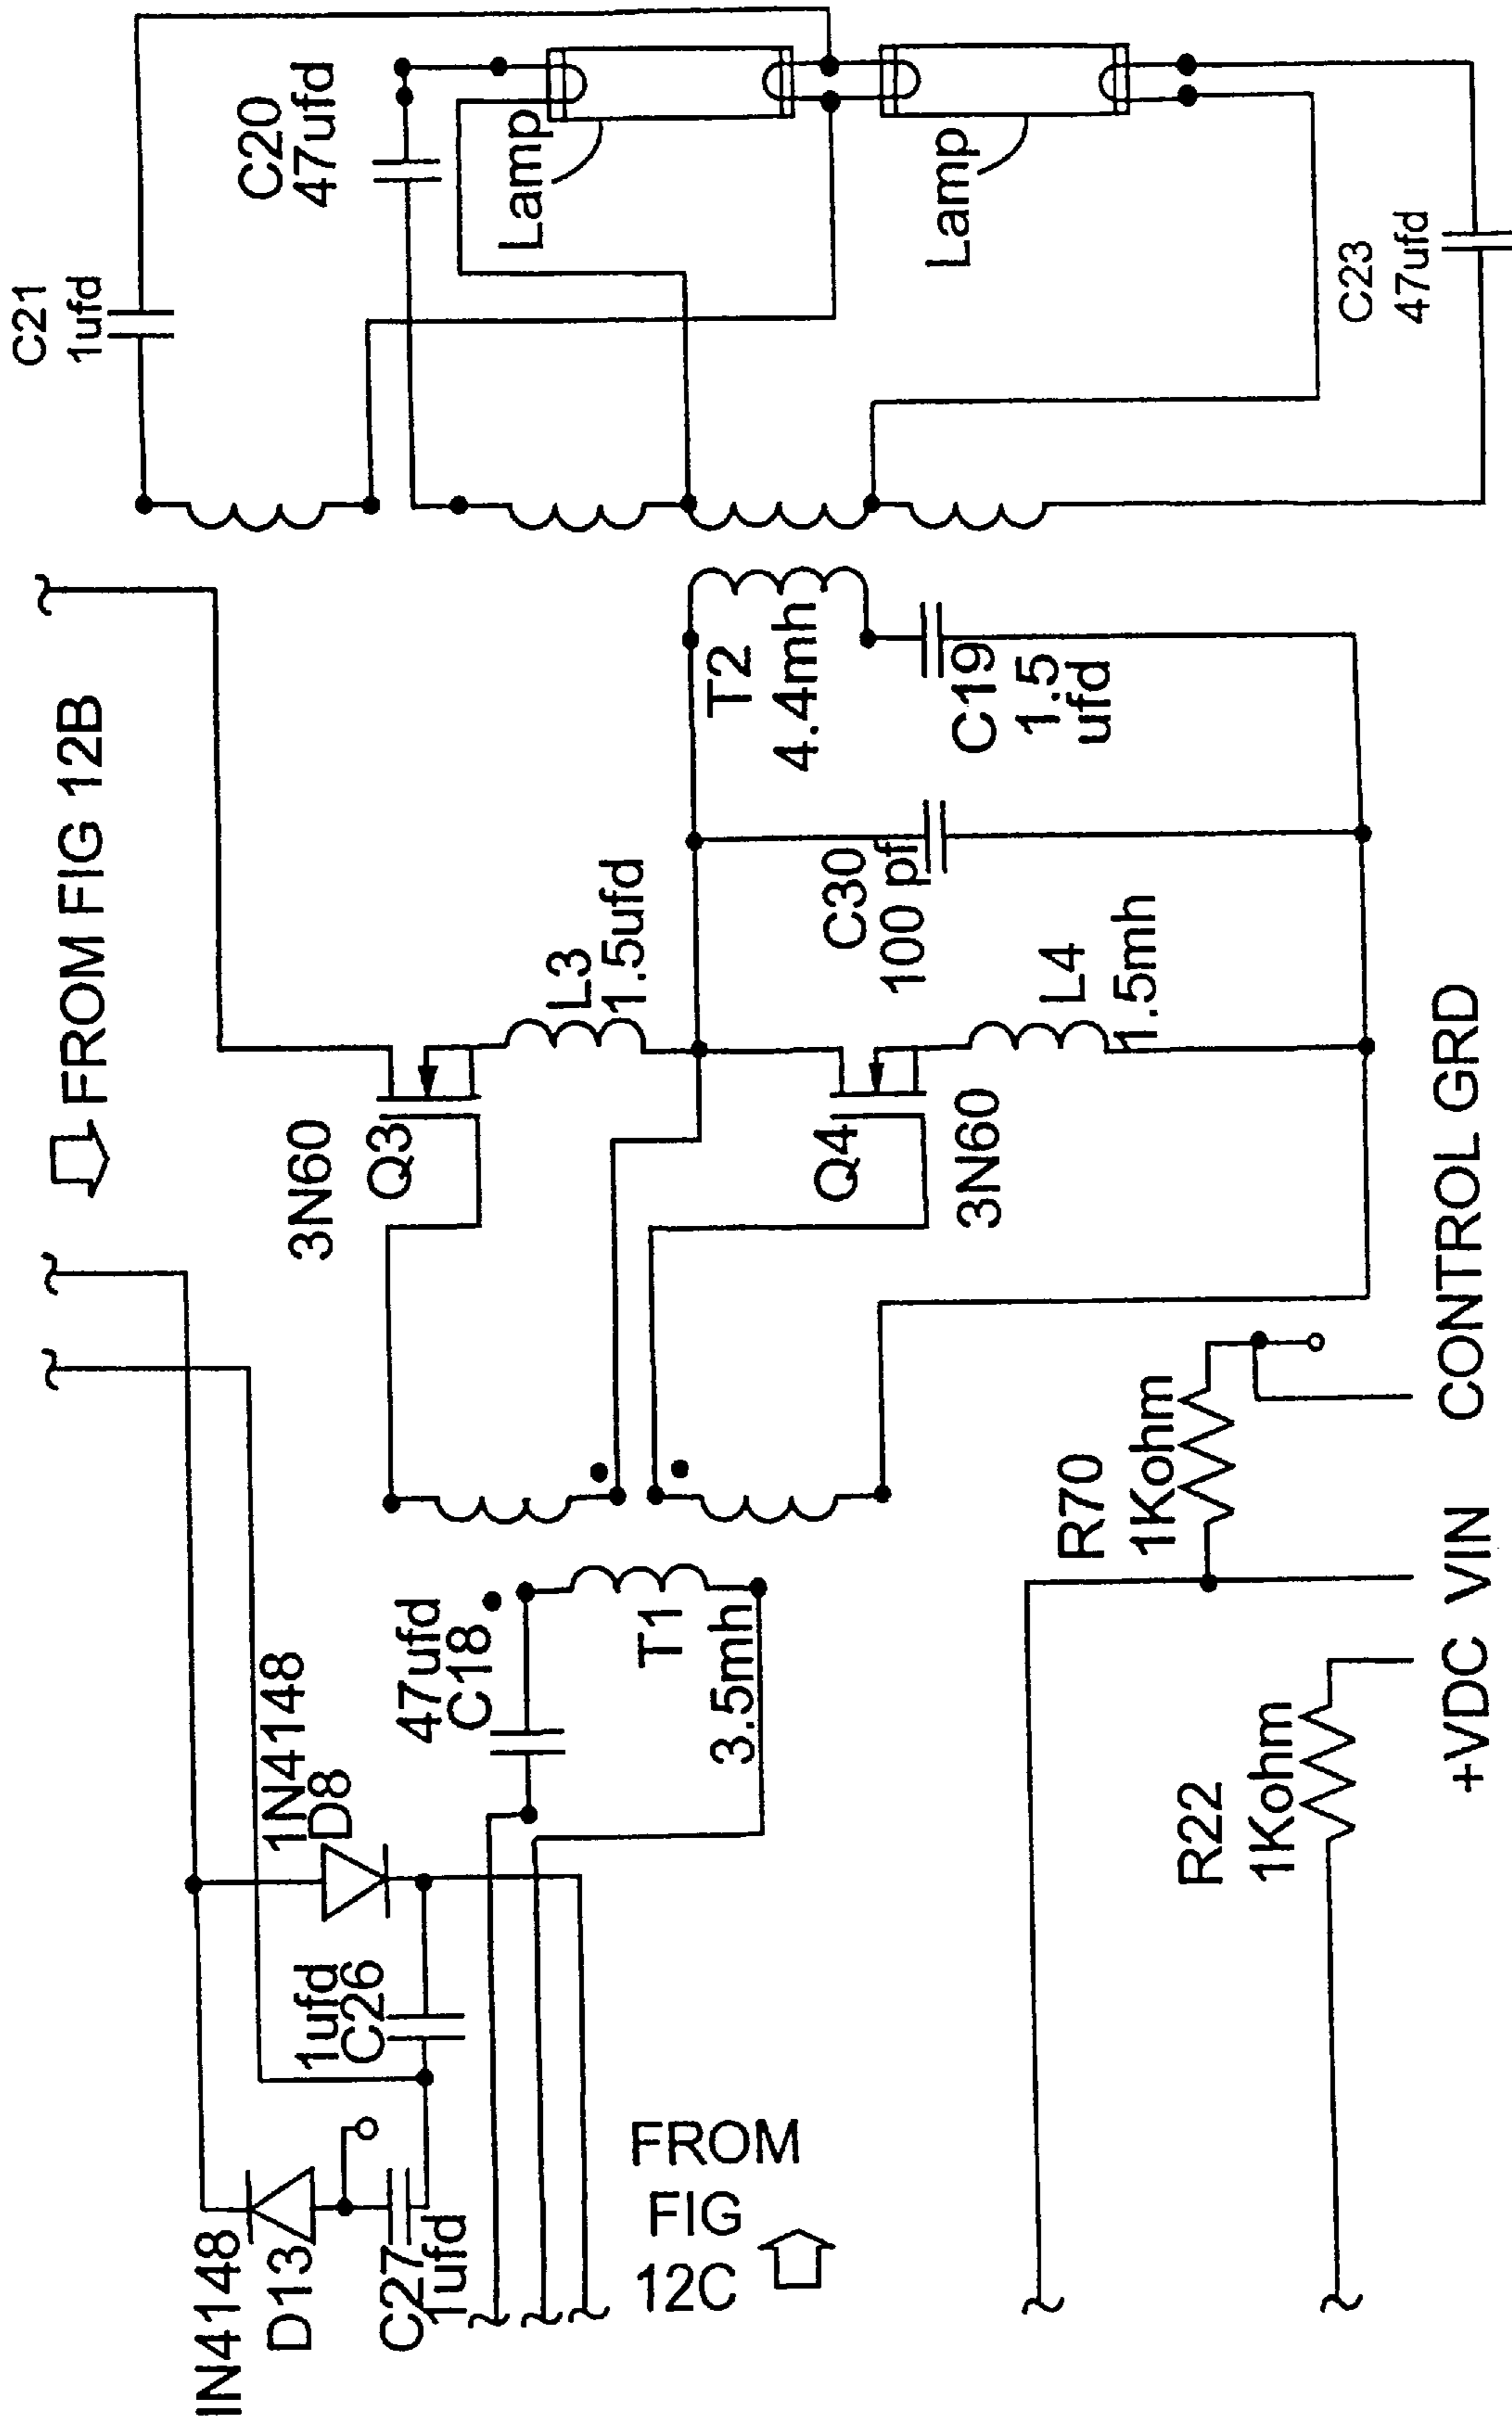 FROM FIG 12B
C21
1ufd
C20
47ufd
Lamp
Lamp
C23
47ufd
T2
4.4mh
C19
1.5
ufd
C30
100 pf
L3
1.5ufd
L4
1.5mh
3N60
Q3
Q4
3N60
1N4148
D8
47ufd
C18
T1
3.5mh
1ufd
C26
IN4148
D13
C27
1ufd
FROM
FIG
12C
R70
1Kohm
R22
1Kohm
+VDC VIN CONTROL GRD